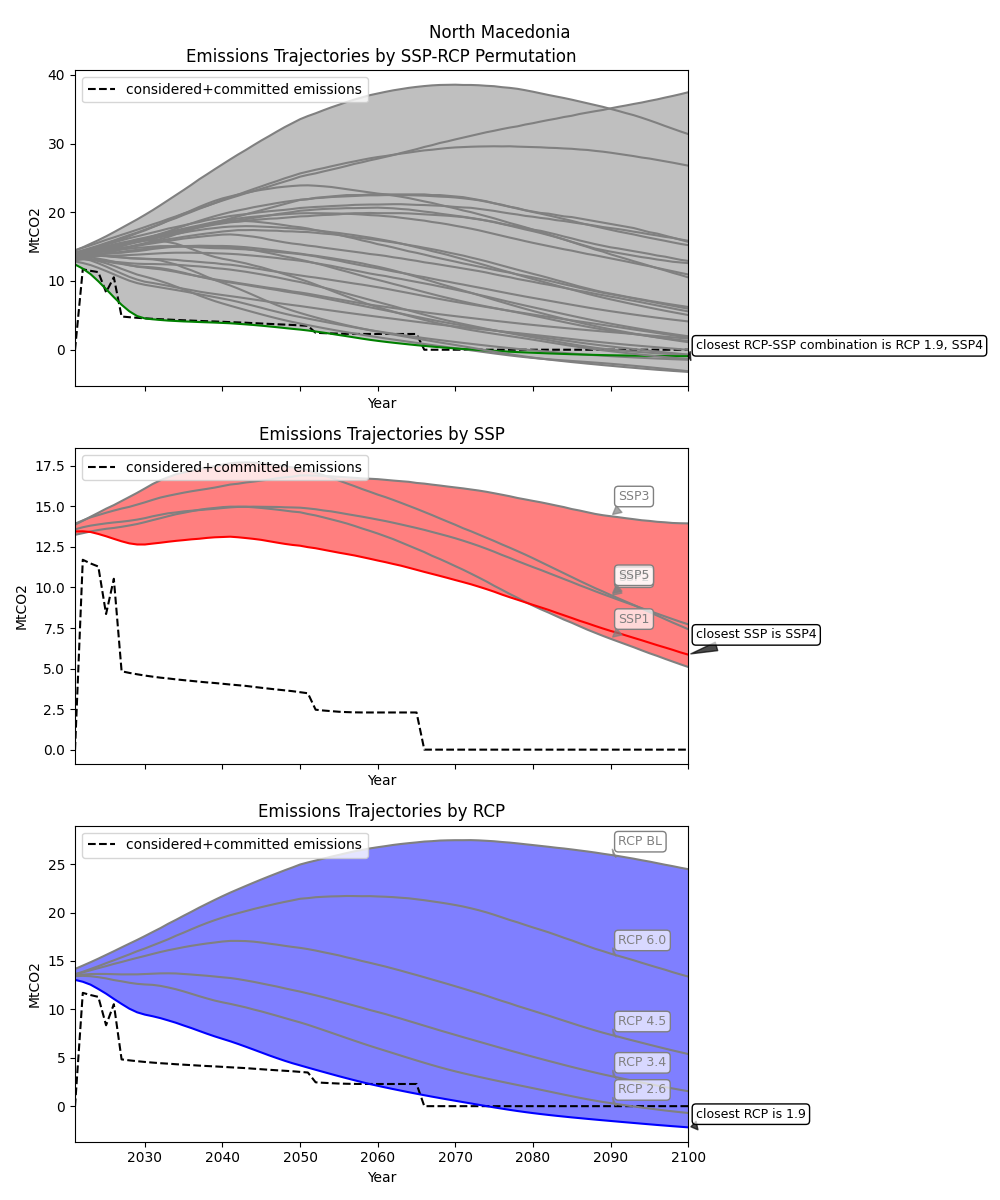 North Macedonia
Emissions Trajectories by SSP-RCP Permutation
considered+committed emissions
40
30
20
10
0
MtCO2
closest RCP-SSP combination is RCP 1.9, SSP4
Year
Emissions Trajectories by SSP
considered+committed emissions
17.5
15.0
12.5
10.0
7.5
5.0
2.5
0.0
MtCO2
SSP3
SSP5
SSP1
closest SSP is SSP4
Year
Emissions Trajectories by RCP
considered+committed emissions
25
20
15
10
5
0
MtCO2
RCP BL
RCP 6.0
RCP 4.5
RCP 3.4
RCP 2.6
closest RCP is 1.9
2030 2040 2050 2060 2070 2080 2090 2100
Year